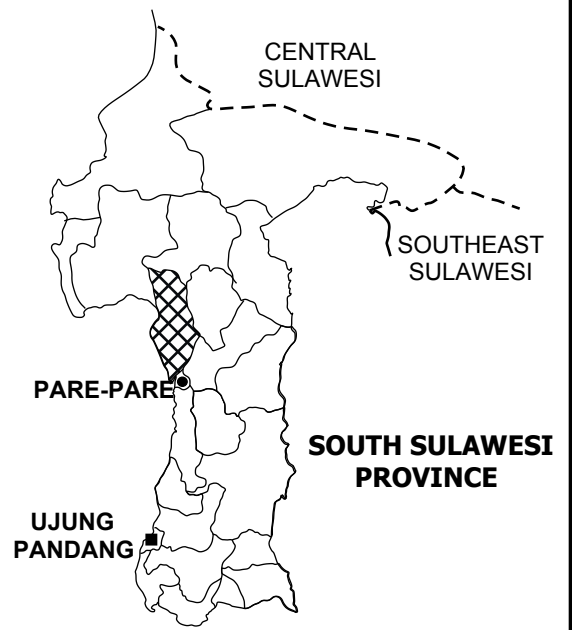 CENTRAL
SULAWESI
SOUTHEAST
SULAWESI
PARE-PARE
SOUTH SULAWESI
PROVINCE
UJUNG
PANDANG